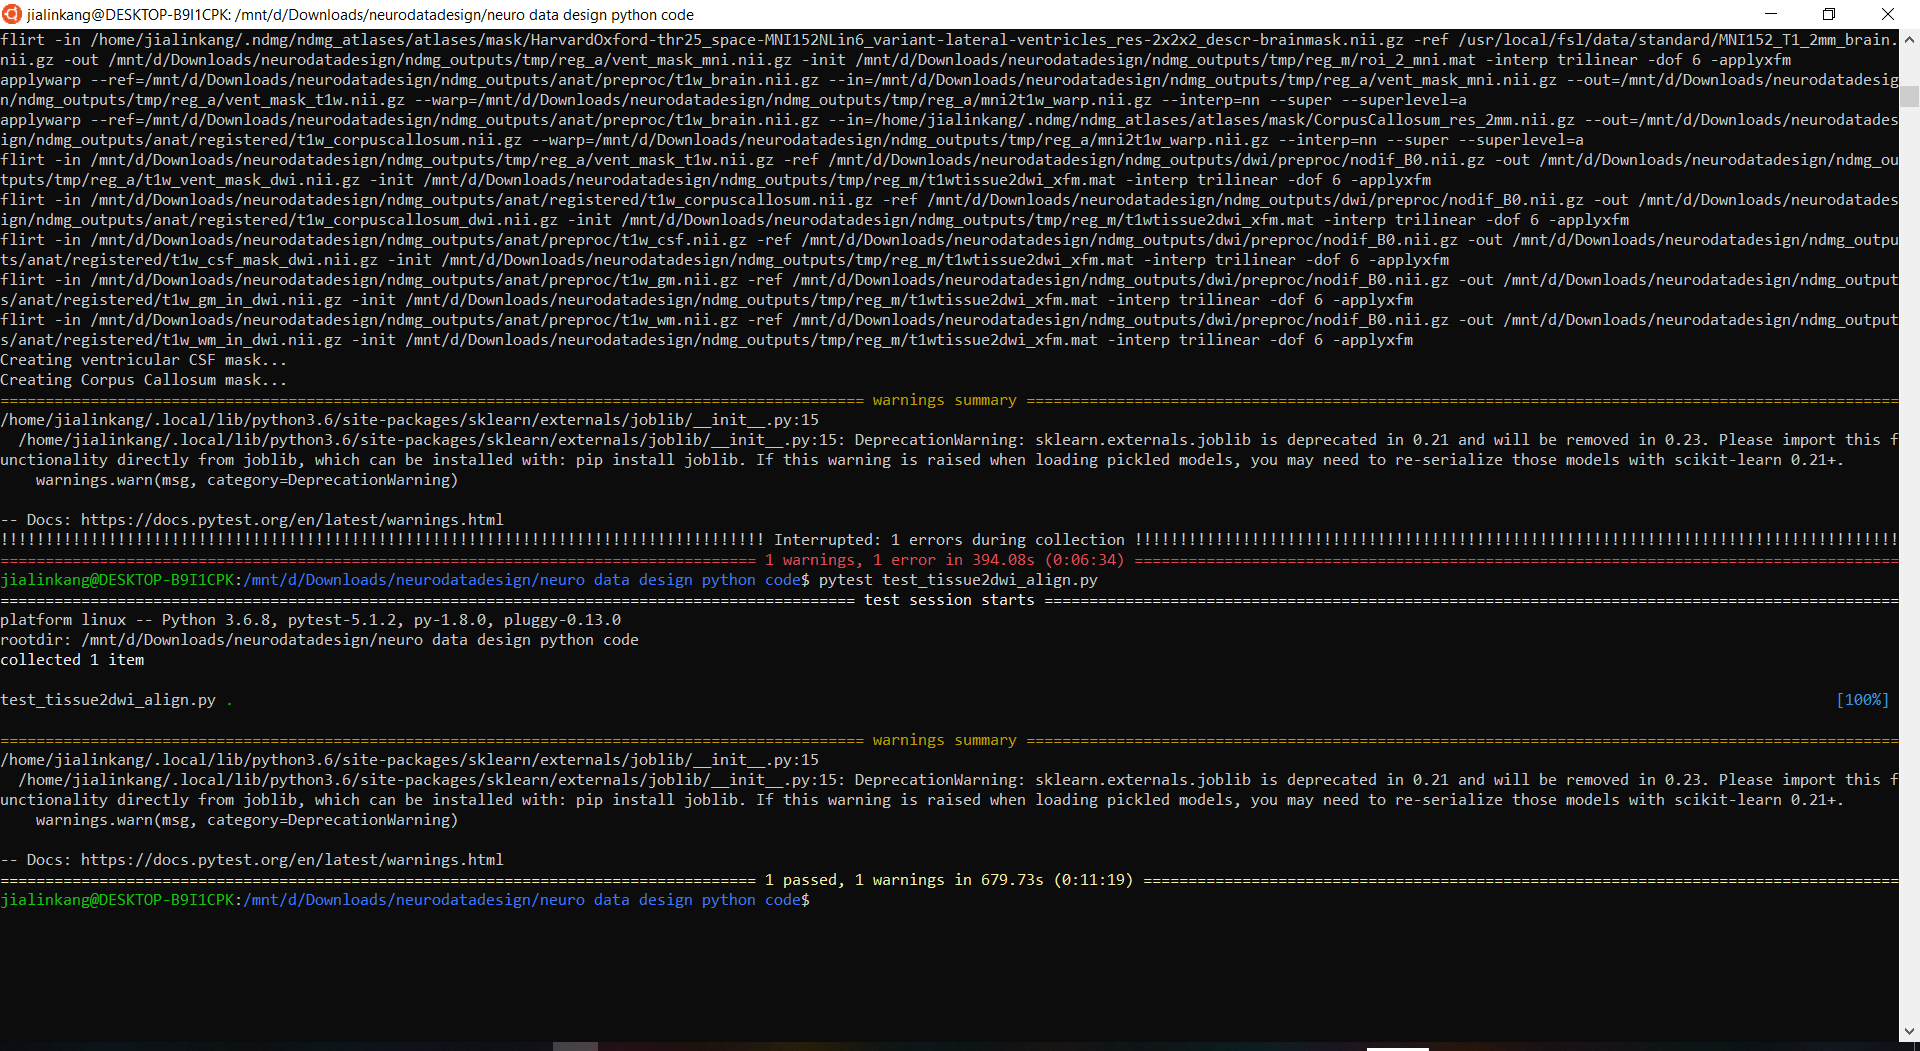 jialinkang@DESKTOP-B9I1CPK: /mnt/d/Downloads/neurodatadesign/neuro data design python code
flirt -in /home/jialinkang/.ndmg/ndmg_atlases/atlases/mask/HarvardOxford-thr25_space-MNI152NLin6_variant-lateral-ventricles_res-2x2x2_descr-brainmask.nii.gz -ref /usr/local/fsl/data/standard/MNI152_T1_2mm_brain.
nii.gz -out /mnt/d/Downloads/neurodatadesign/ndmg_outputs/tmp/reg_a/vent_mask_mni.nii.gz -init /mnt/d/Downloads/neurodatadesign/ndmg_outputs/tmp/reg_m/roi_2_mni.mat -interp trilinear -dof 6 -applyxfm
applywarp --ref=/mnt/d/Downloads/neurodatadesign/ndmg_outputs/anat/preproc/t1w_brain.nii.gz --in=/mnt/d/Downloads/neurodatadesign/ndmg_outputs/tmp/reg_a/vent_mask_mni.nii.gz --out=/mnt/d/Downloads/neurodatadesig
n/ndmg_outputs/tmp/reg_a/vent_mask_t1w.nii.gz --warp=/mnt/d/Downloads/neurodatadesign/ndmg_outputs/tmp/reg_a/mni2t1w_warp.nii.gz --interp=nn --super --superlevel=a
applywarp --ref=/mnt/d/Downloads/neurodatadesign/ndmg_outputs/anat/preproc/t1w_brain.nii.gz --in=/home/jialinkang/.ndmg/ndmg_atlases/atlases/mask/CorpusCallosum_res_2mm.nii.gz --out=/mnt/d/Downloads/neurodatades
ign/ndmg_outputs/anat/registered/t1w_corpuscallosum.nii.gz --warp=/mnt/d/Downloads/neurodatadesign/ndmg_outputs/tmp/reg_a/mni2t1w_warp.nii.gz --interp=nn --super --superlevel=a
flirt -in /mnt/d/Downloads/neurodatadesign/ndmg_outputs/tmp/reg_a/vent_mask_t1w.nii.gz -ref /mnt/d/Downloads/neurodatadesign/ndmg_outputs/dwi/preproc/nodif_B0.nii.gz -out /mnt/d/Downloads/neurodatadesign/ndmg_ou
tputs/tmp/reg_a/t1w_vent_mask_dwi.nii.gz -init /mnt/d/Downloads/neurodatadesign/ndmg_outputs/tmp/reg_m/t1wtissue2dwi_xfm.mat -interp trilinear -dof 6 -applyxfm
flirt -in /mnt/d/Downloads/neurodatadesign/ndmg_outputs/anat/registered/t1w_corpuscallosum.nii.gz -ref /mnt/d/Downloads/neurodatadesign/ndmg_outputs/dwi/preproc/nodif_B0.nii.gz -out /mnt/d/Downloads/neurodatades
ign/ndmg_outputs/anat/registered/t1w_corpuscallosum_dwi.nii.gz -init /mnt/d/Downloads/neurodatadesign/ndmg_outputs/tmp/reg_m/t1wtissue2dwi_xfm.mat -interp trilinear -dof 6 -applyxfm
flirt -in /mnt/d/Downloads/neurodatadesign/ndmg_outputs/anat/preproc/t1w_csf.nii.gz -ref /mnt/d/Downloads/neurodatadesign/ndmg_outputs/dwi/preproc/nodif_B0.nii.gz -out /mnt/d/Downloads/neurodatadesign/ndmg_outpu
ts/anat/registered/t1w_csf_mask_dwi.nii.gz -init /mnt/d/Downloads/neurodatadesign/ndmg_outputs/tmp/reg_m/t1wtissue2dwi_xfm.mat -interp trilinear -dof 6 -applyxfm
flirt -in /mnt/d/Downloads/neurodatadesign/ndmg_outputs/anat/preproc/t1w_gm.nii.gz -ref /mnt/d/Downloads/neurodatadesign/ndmg_outputs/dwi/preproc/nodif_B0.nii.gz -out /mnt/d/Downloads/neurodatadesign/ndmg_output
s/anat/registered/t1w_gm_in_dwi.nii.gz -init /mnt/d/Downloads/neurodatadesign/ndmg_outputs/tmp/reg_m/t1wtissue2dwi_xfm.mat -interp trilinear -dof 6 -applyxfm
flirt -in /mnt/d/Downloads/neurodatadesign/ndmg_outputs/anat/preproc/t1w_wm.nii.gz -ref /mnt/d/Downloads/neurodatadesign/ndmg_outputs/dwi/preproc/nodif_B0.nii.gz -out /mnt/d/Downloads/neurodatadesign/ndmg_output
s/anat/registered/t1w_wm_in_dwi.nii.gz -init /mnt/d/Downloads/neurodatadesign/ndmg_outputs/tmp/reg_m/t1wtissue2dwi_xfm.mat -interp trilinear -dof 6 -applyxfm
Creating ventricular CSF mask...
Creating Corpus Callosum mask...
================ warnings summary ================
/home/jialinkang/.local/lib/python3.6/site-packages/sklearn/externals/joblib/__init__.py:15
  /home/jialinkang/.local/lib/python3.6/site-packages/sklearn/externals/joblib/__init__.py:15: DeprecationWarning: sklearn.externals.joblib is deprecated in 0.21 and will be removed in 0.23. Please import this f
unctionality directly from joblib, which can be installed with: pip install joblib. If this warning is raised when loading pickled models, you may need to re-serialize those models with scikit-learn 0.21+.
    warnings.warn(msg, category=DeprecationWarning)
-- Docs: https://docs.pytest.org/en/latest/warnings.html
!!!!!!!!!!!!!!!! Interrupted: 1 errors during collection !!!!!!!!!!!!!!!!
================ 1 warnings, 1 error in 394.08s (0:06:34) ================
jialinkang@DESKTOP-B9I1CPK:/mnt/d/Downloads/neurodatadesign/neuro data design python code$ pytest test_tissue2dwi_align.py
================ test session starts ================
platform linux -- Python 3.6.8, pytest-5.1.2, py-1.8.0, pluggy-0.13.0
rootdir: /mnt/d/Downloads/neurodatadesign/neuro data design python code
collected 1 item
test_tissue2dwi_align.py . [100%]
================ warnings summary ================
/home/jialinkang/.local/lib/python3.6/site-packages/sklearn/externals/joblib/__init__.py:15
  /home/jialinkang/.local/lib/python3.6/site-packages/sklearn/externals/joblib/__init__.py:15: DeprecationWarning: sklearn.externals.joblib is deprecated in 0.21 and will be removed in 0.23. Please import this f
unctionality directly from joblib, which can be installed with: pip install joblib. If this warning is raised when loading pickled models, you may need to re-serialize those models with scikit-learn 0.21+.
    warnings.warn(msg, category=DeprecationWarning)
-- Docs: https://docs.pytest.org/en/latest/warnings.html
================ 1 passed, 1 warnings in 679.73s (0:11:19) ================
jialinkang@DESKTOP-B9I1CPK:/mnt/d/Downloads/neurodatadesign/neuro data design python code$